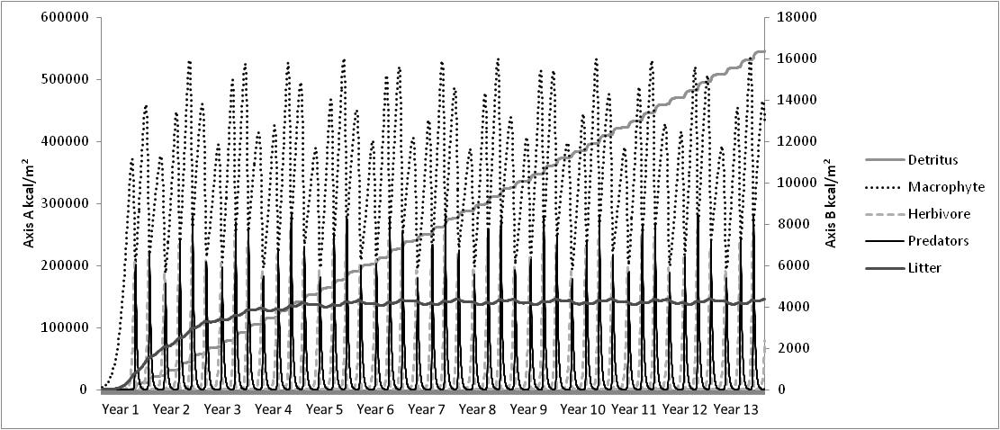 600000
500000
400000
300000
200000
100000
0
Axis A kcal/m²
18000
16000
14000
12000
10000
8000
6000
4000
2000
0
Axis B kcal/m²
Year 1 Year 2 Year 3 Year 4 Year 5 Year 6 Year 7 Year 8 Year 9 Year 10 Year 11 Year 12 Year 13
Detritus
Macrophyte
Herbivore
Predators
Litter